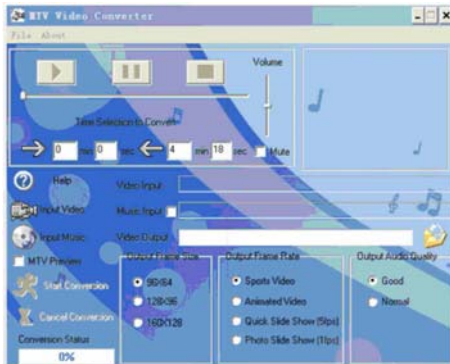 MTV Video Converter
File About
Volume
Time Selection to Convert
0 min 0 sec 4 min 18 sec Mute
Help Video Input
Input Video Music Input
Input Music Video Output
MTV Preview Output Frame Size Output Frame Rate Output Audio Quality
Start Conversion 96X64 Sports Video Good
128X96 Animated Video Normal
Cancel Conversion 160X128 Quick Slide Show (5fps)
Conversion Status Photo Slide Show (1fps)
0%